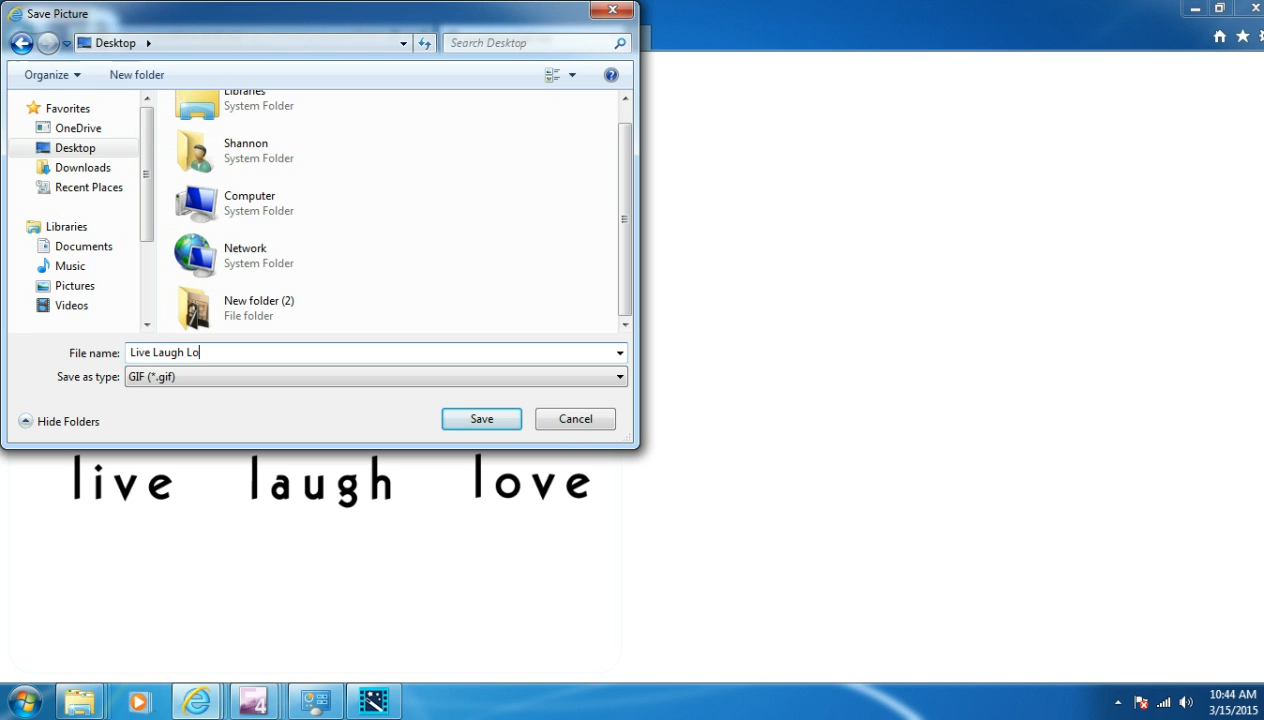 Save Picture
Desktop
Search Desktop
Organize
New folder
Favorites
OneDrive
Desktop
Downloads
Recent Places
Libraries
Documents
Music
Pictures
Videos
Libraries
System Folder
Shannon
System Folder
Computer
System Folder
Network
System Folder
New folder (2)
File folder
File name: Live Laugh Lo
Save as type: GIF (*.gif)
Hide Folders
Save
Cancel
live laugh love
4
10:44 AM
3/15/2015